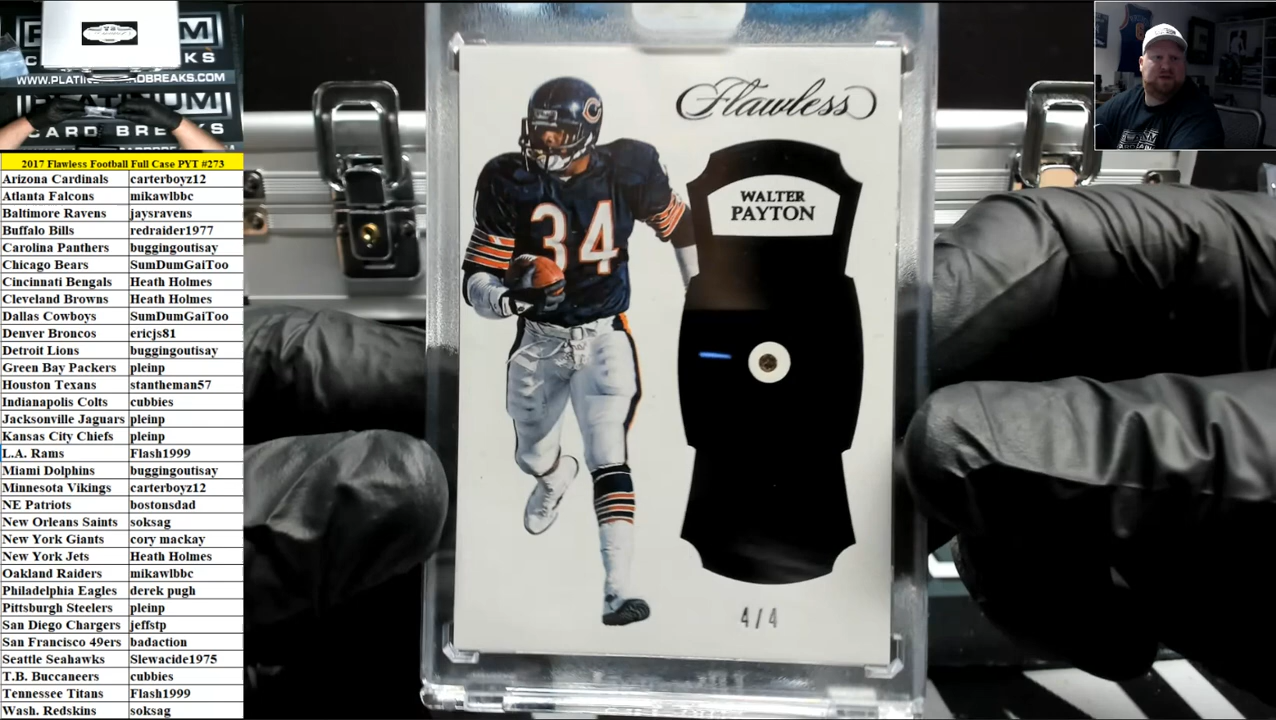 WWW.PLATIN
DBREAKS.COM
CARD BREAKS
2017 Flawless Football Full Case PYT #273
Arizona Cardinals carterboyz12
Atlanta Falcons mikawlbbc
Baltimore Ravens jaysravens
Buffalo Bills redraider1977
Carolina Panthers buggingoutisay
Chicago Bears SumDumGaiToo
Cincinnati Bengals Heath Holmes
Cleveland Browns Heath Holmes
Dallas Cowboys SumDumGaiToo
Denver Broncos ericjs81
Detroit Lions buggingoutisay
Green Bay Packers pleinp
Houston Texans stantheman57
Indianapolis Colts cubbies
Jacksonville Jaguars pleinp
Kansas City Chiefs pleinp
L.A. Rams Flash1999
Miami Dolphins buggingoutisay
Minnesota Vikings carterboyz12
NE Patriots bostonsdad
New Orleans Saints soksag
New York Giants cory mackay
New York Jets Heath Holmes
Oakland Raiders mikawlbbc
Philadelphia Eagles derek pugh
Pittsburgh Steelers pleinp
San Diego Chargers jeffstp
San Francisco 49ers badaction
Seattle Seahawks Slewacide1975
T.B. Buccaneers cubbies
Tennessee Titans Flash1999
Wash. Redskins soksag
Flawless
WALTER
PAYTON
C
34
4/4